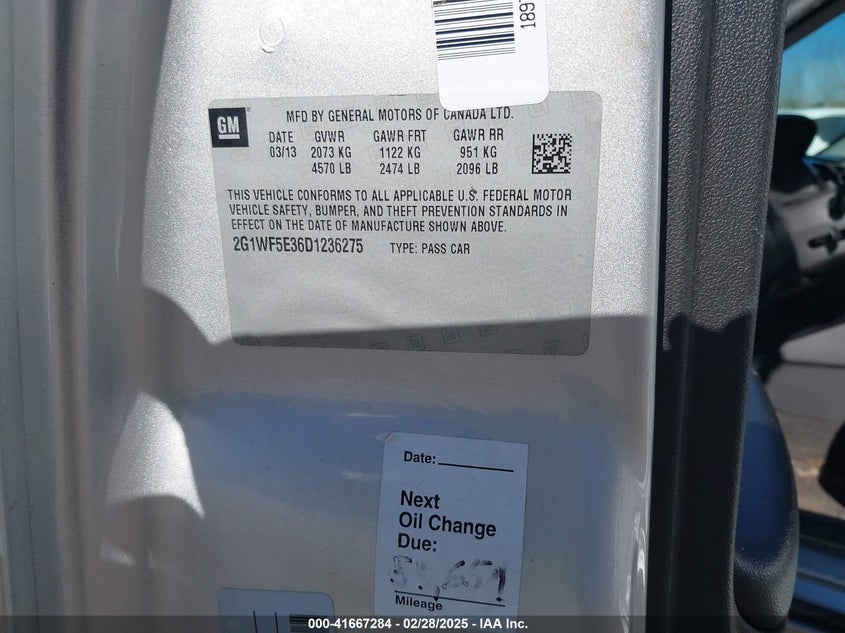 189
GM
MFD BY GENERAL MOTORS OF CANADA LTD.
DATE GVWR GAWR FRT GAWR RR
03/13 2073 KG 1122 KG 951 KG
4570 LB 2474 LB 2096 LB
THIS VEHICLE CONFORMS TO ALL APPLICABLE U.S. FEDERAL MOTOR
VEHICLE SAFETY, BUMPER, AND THEFT PREVENTION STANDARDS IN
EFFECT ON THE DATE OF MANUFACTURE SHOWN ABOVE.
2G1WF5E36D1236275 TYPE: PASS CAR
Date:
Next
Oil Change
Due:
53,657
Mileage
000-41667284 - 02/28/2025 - IAA Inc.